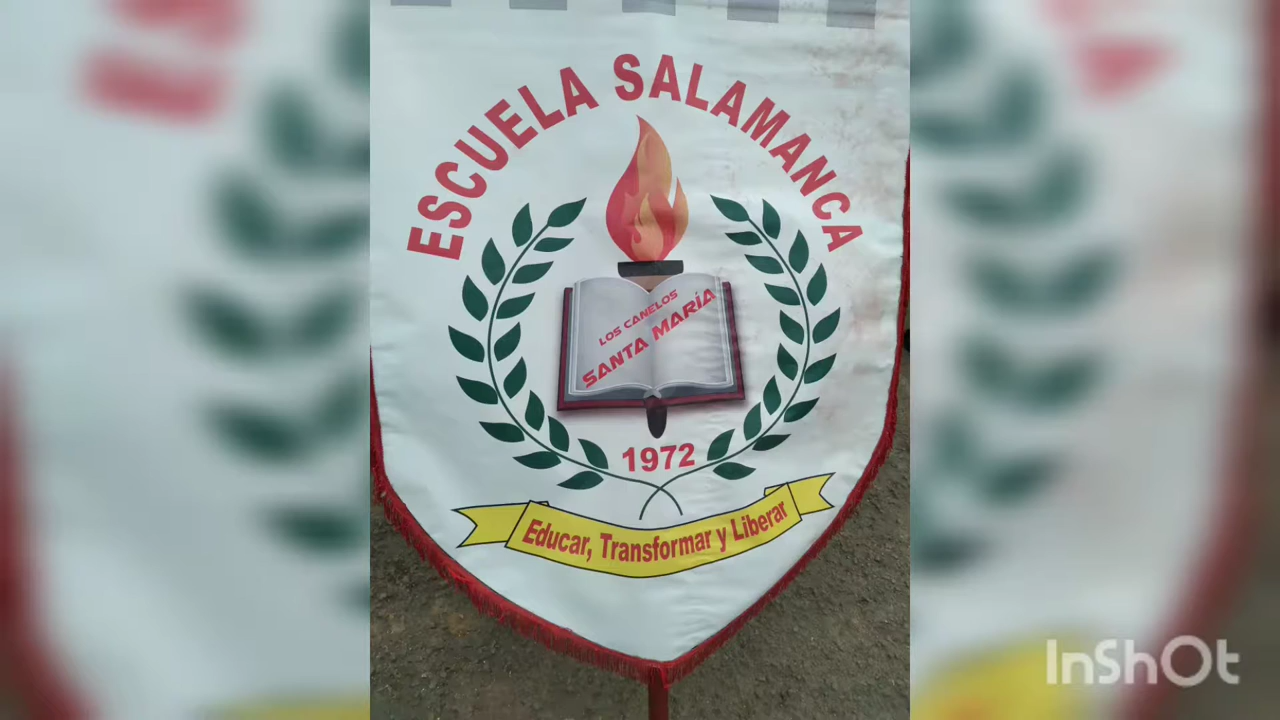 ESCUELA SALAMANCA
LOS CANELOS
SANTA MARÍA
1972
Educar, Transformar y Liberar
InShOt